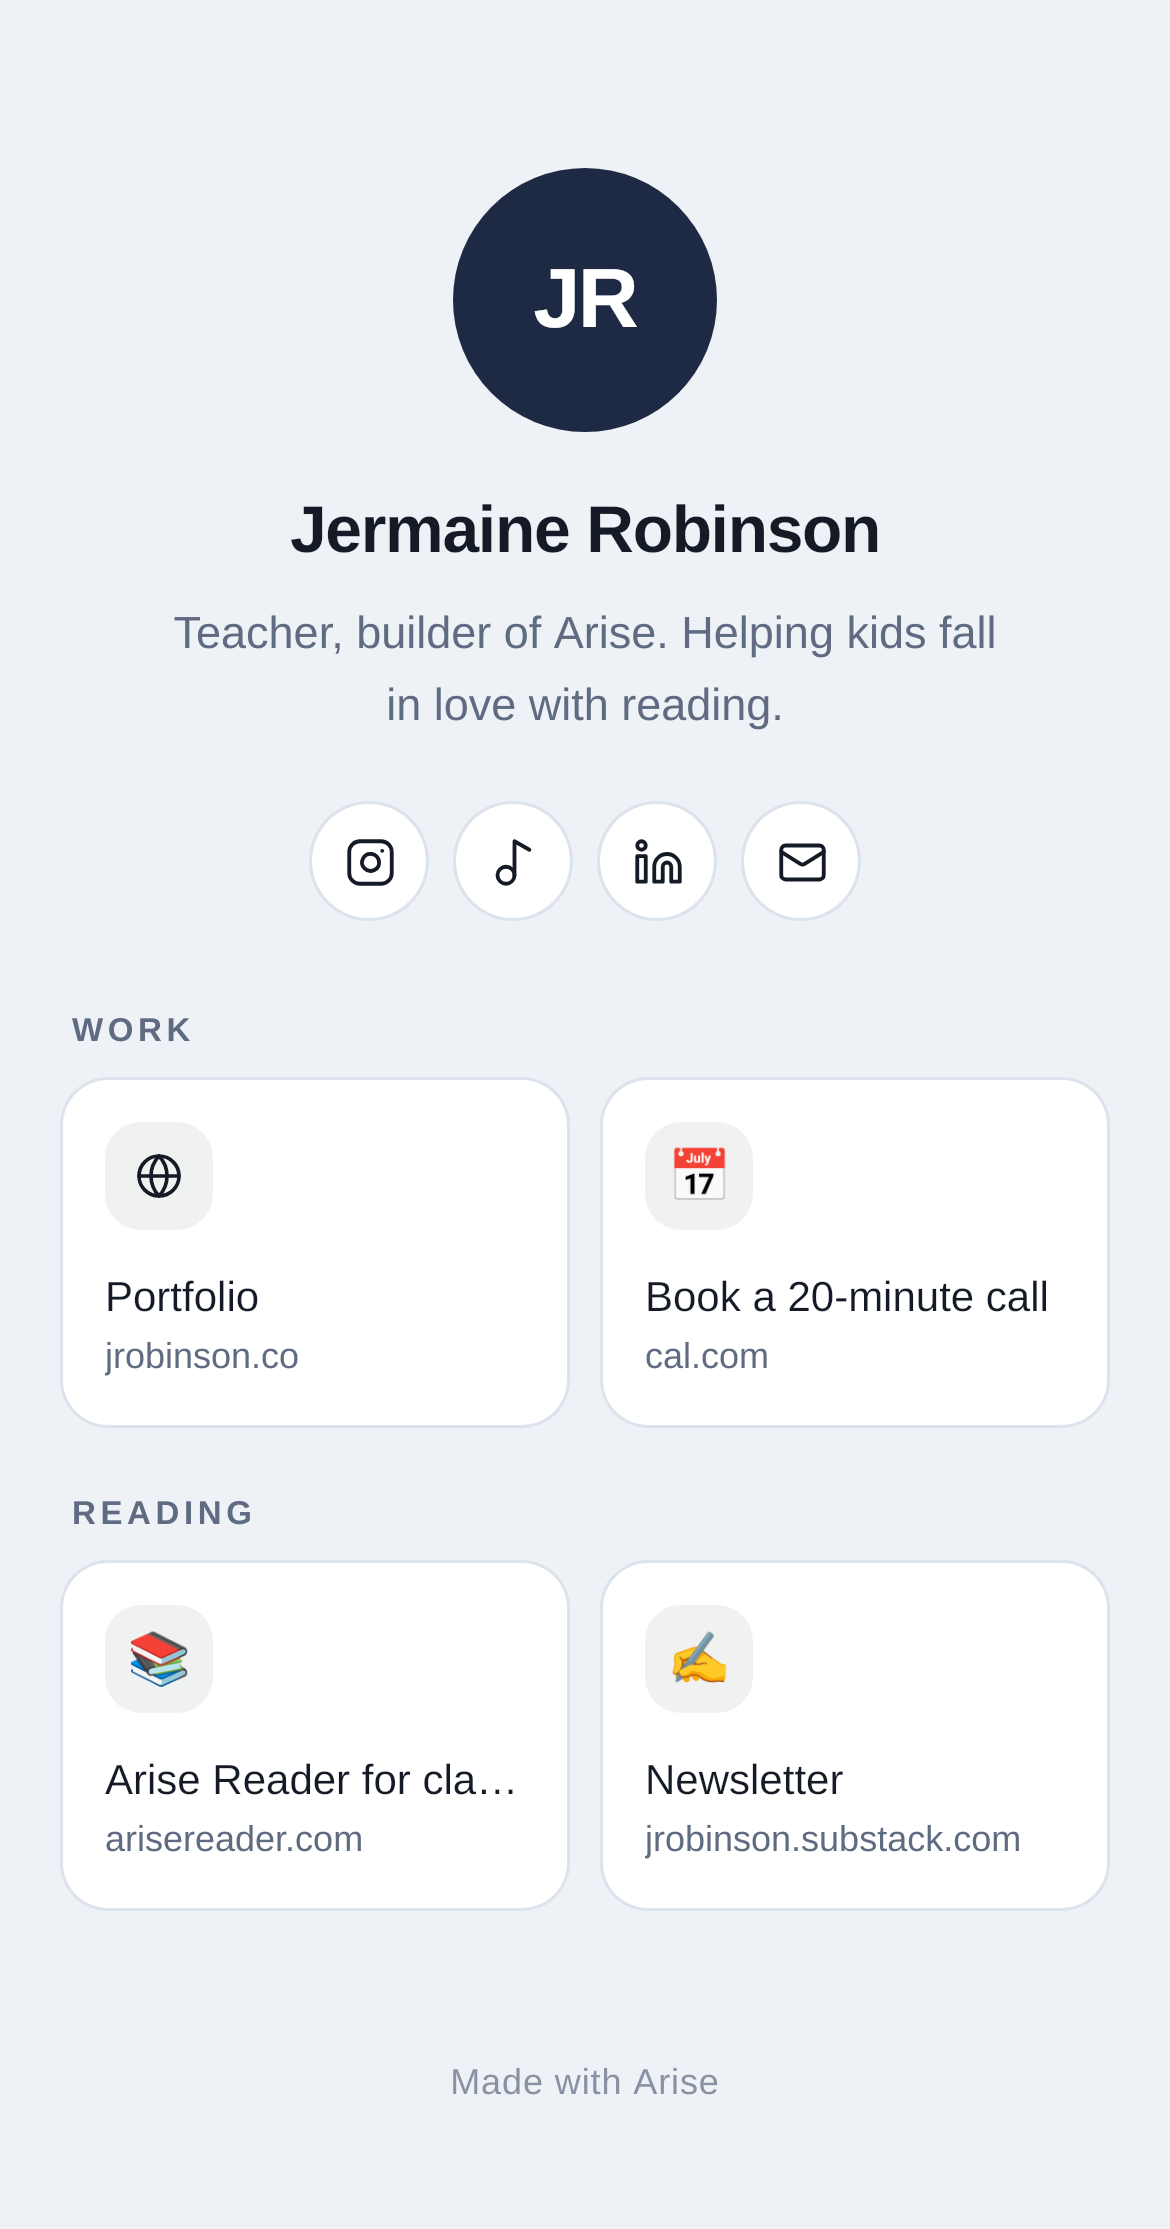 JR
Jermaine Robinson
Teacher, builder of Arise. Helping kids fall
in love with reading.
WORK
July
17
Portfolio
jrobinson.co
Book a 20-minute call
cal.com
READING
Arise Reader for cla…
arisereader.com
Newsletter
jrobinson.substack.com
Made with Arise